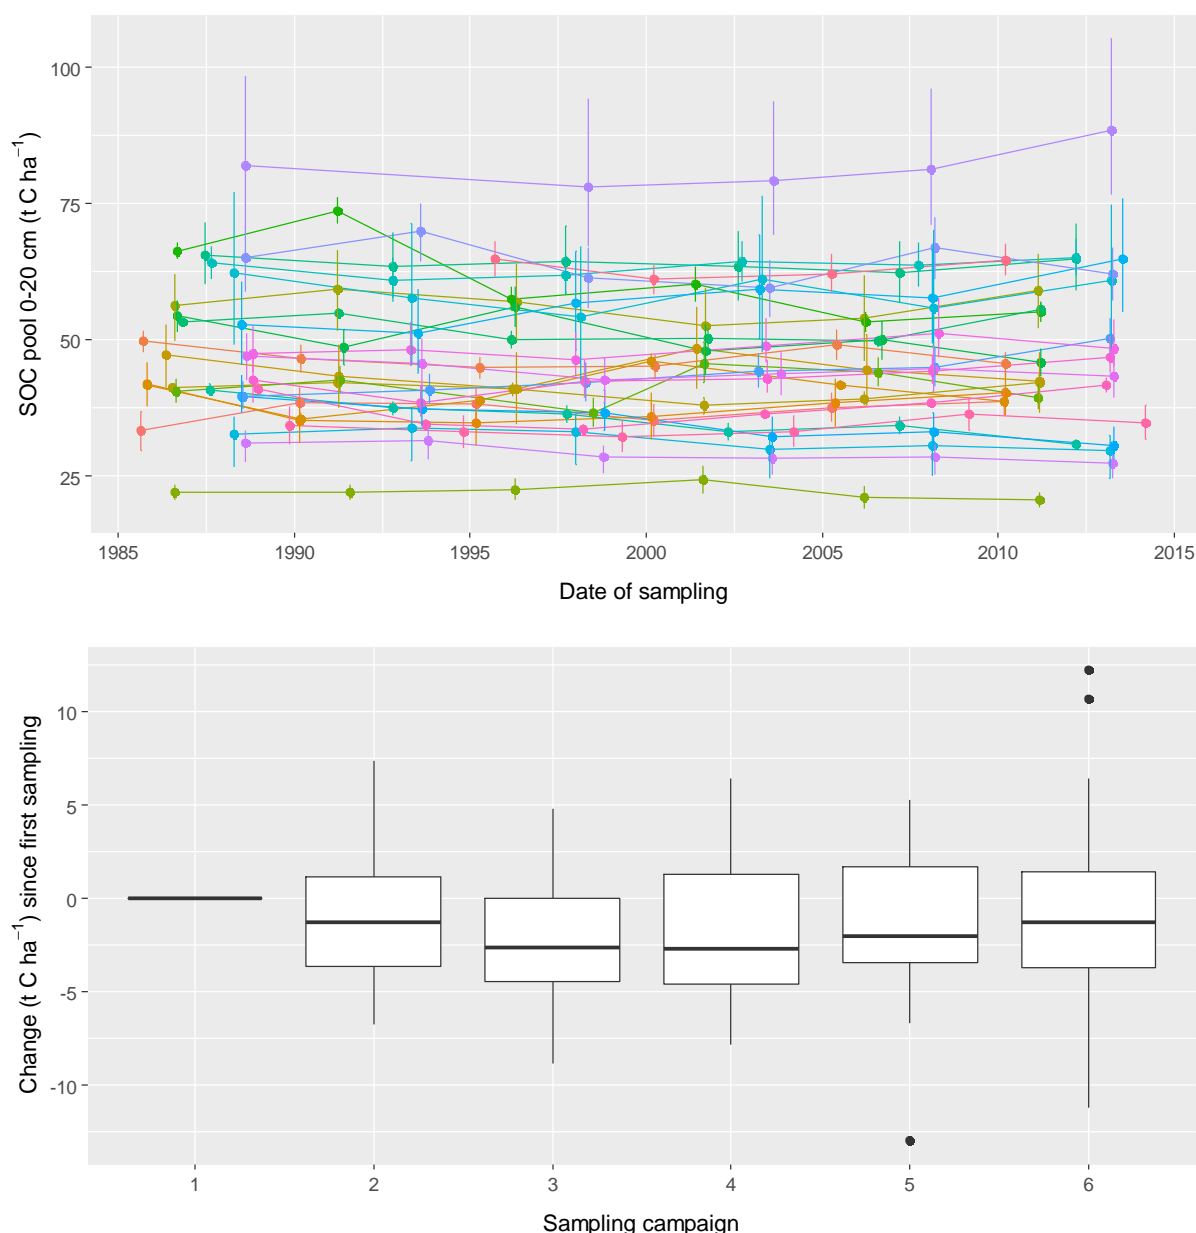 SOC pool 0-20 cm (t C ha⁻¹)
100
75
50
25
1985 1990 1995 2000 2005 2010 2015
Date of sampling
Change (t C ha⁻¹) since first sampling
10
5
0
-5
-10
1 2 3 4 5 6
Sampling campaign